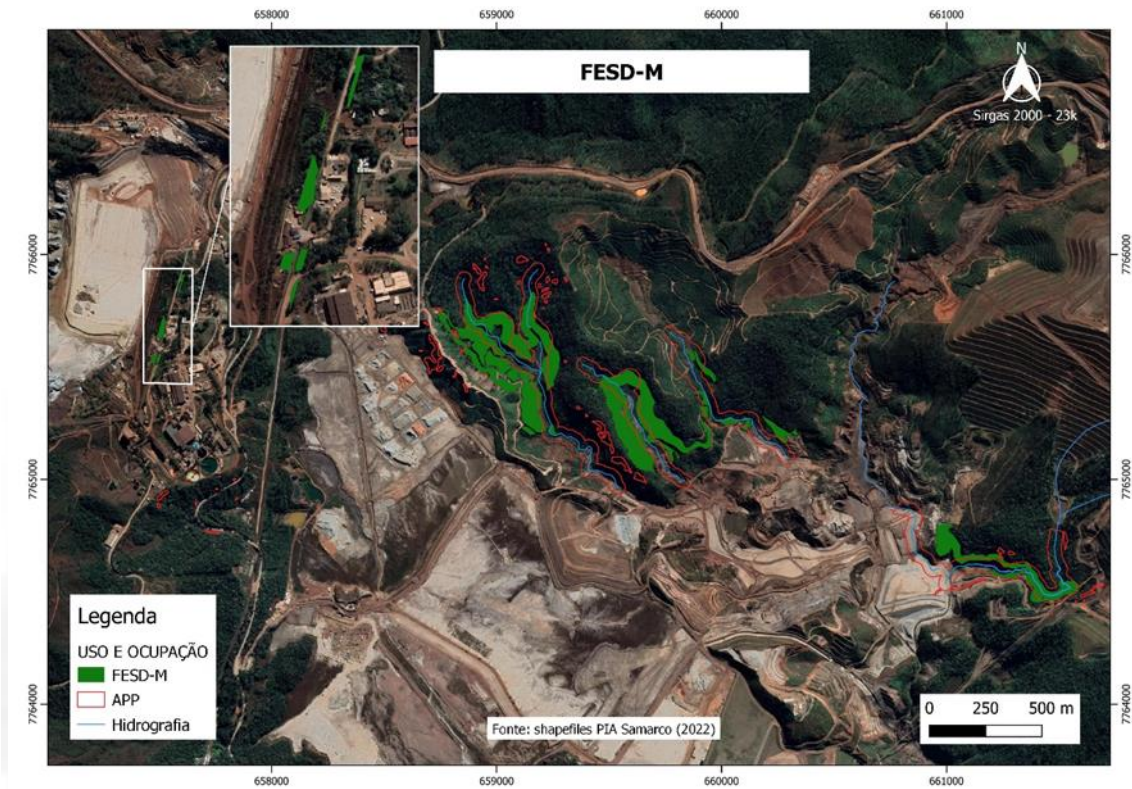 658000 659000 660000 661000
FESD-M
N
Sirgas 2000 - 23k
7766000 7766000
7765000 7765000
Legenda
USO E OCUPAÇÃO
FESD-M
APP
Hidrografia
7764000 7764000
0 250 500 m
Fonte: shapefiles PIA Samarco (2022)
658000 659000 660000 661000